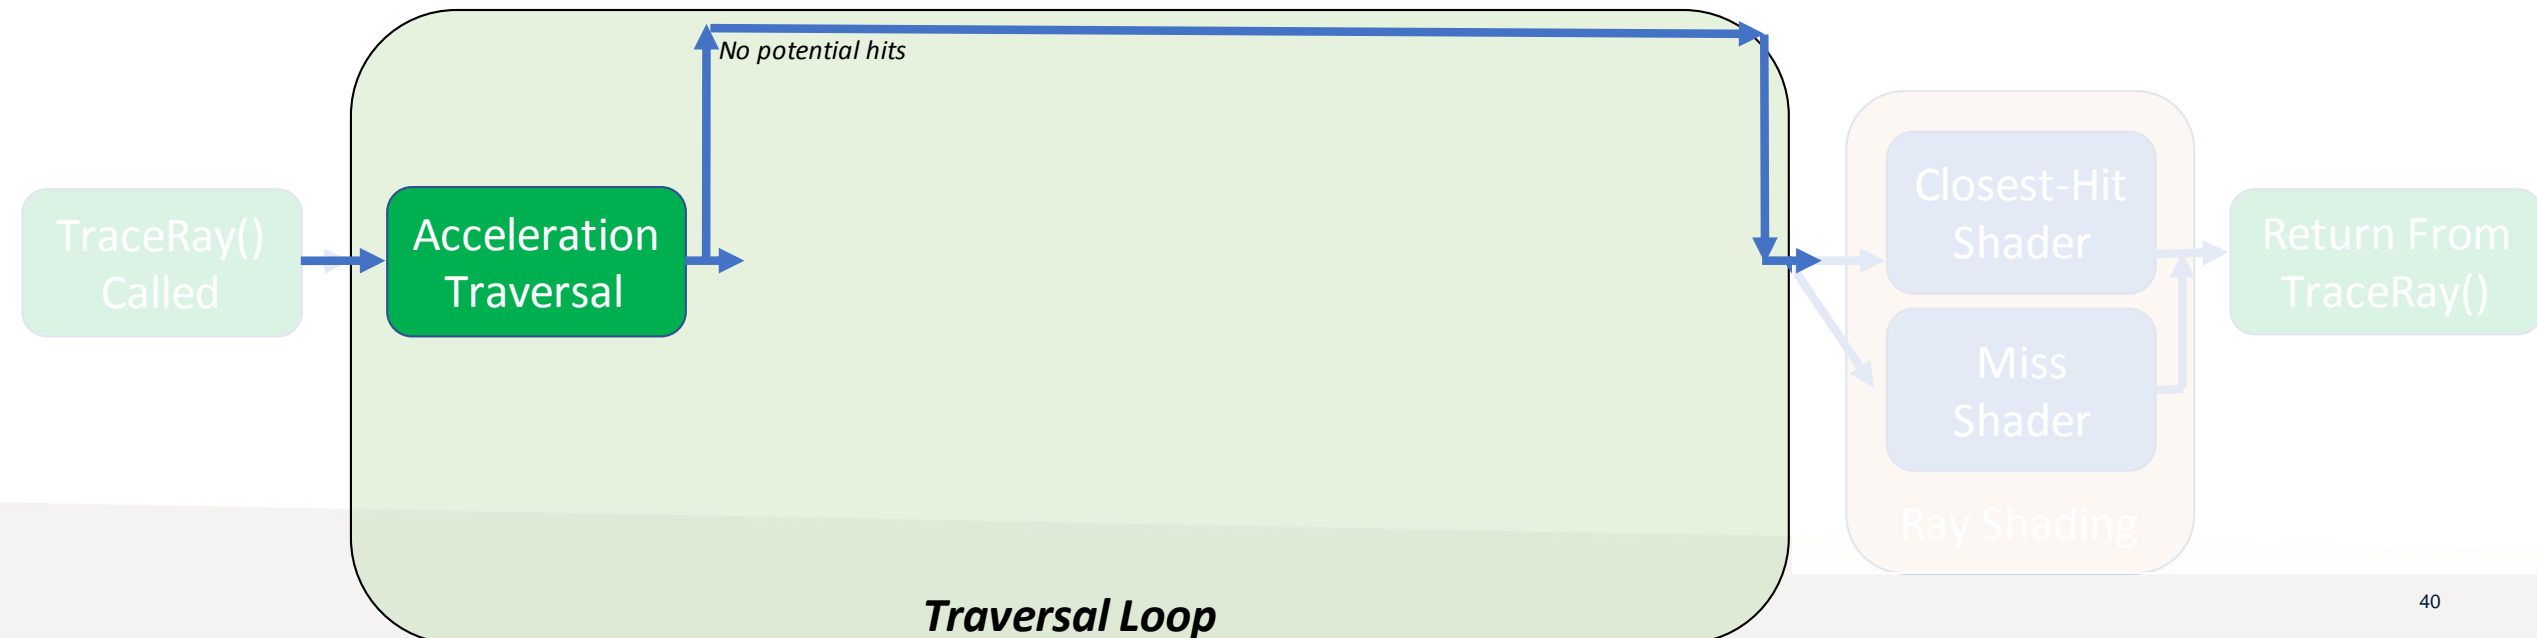 No potential hits
TraceRay()
Called
Acceleration
Traversal
Closest-Hit
Shader
Miss
Shader
Ray Shading
Return From
TraceRay()
Traversal Loop
40